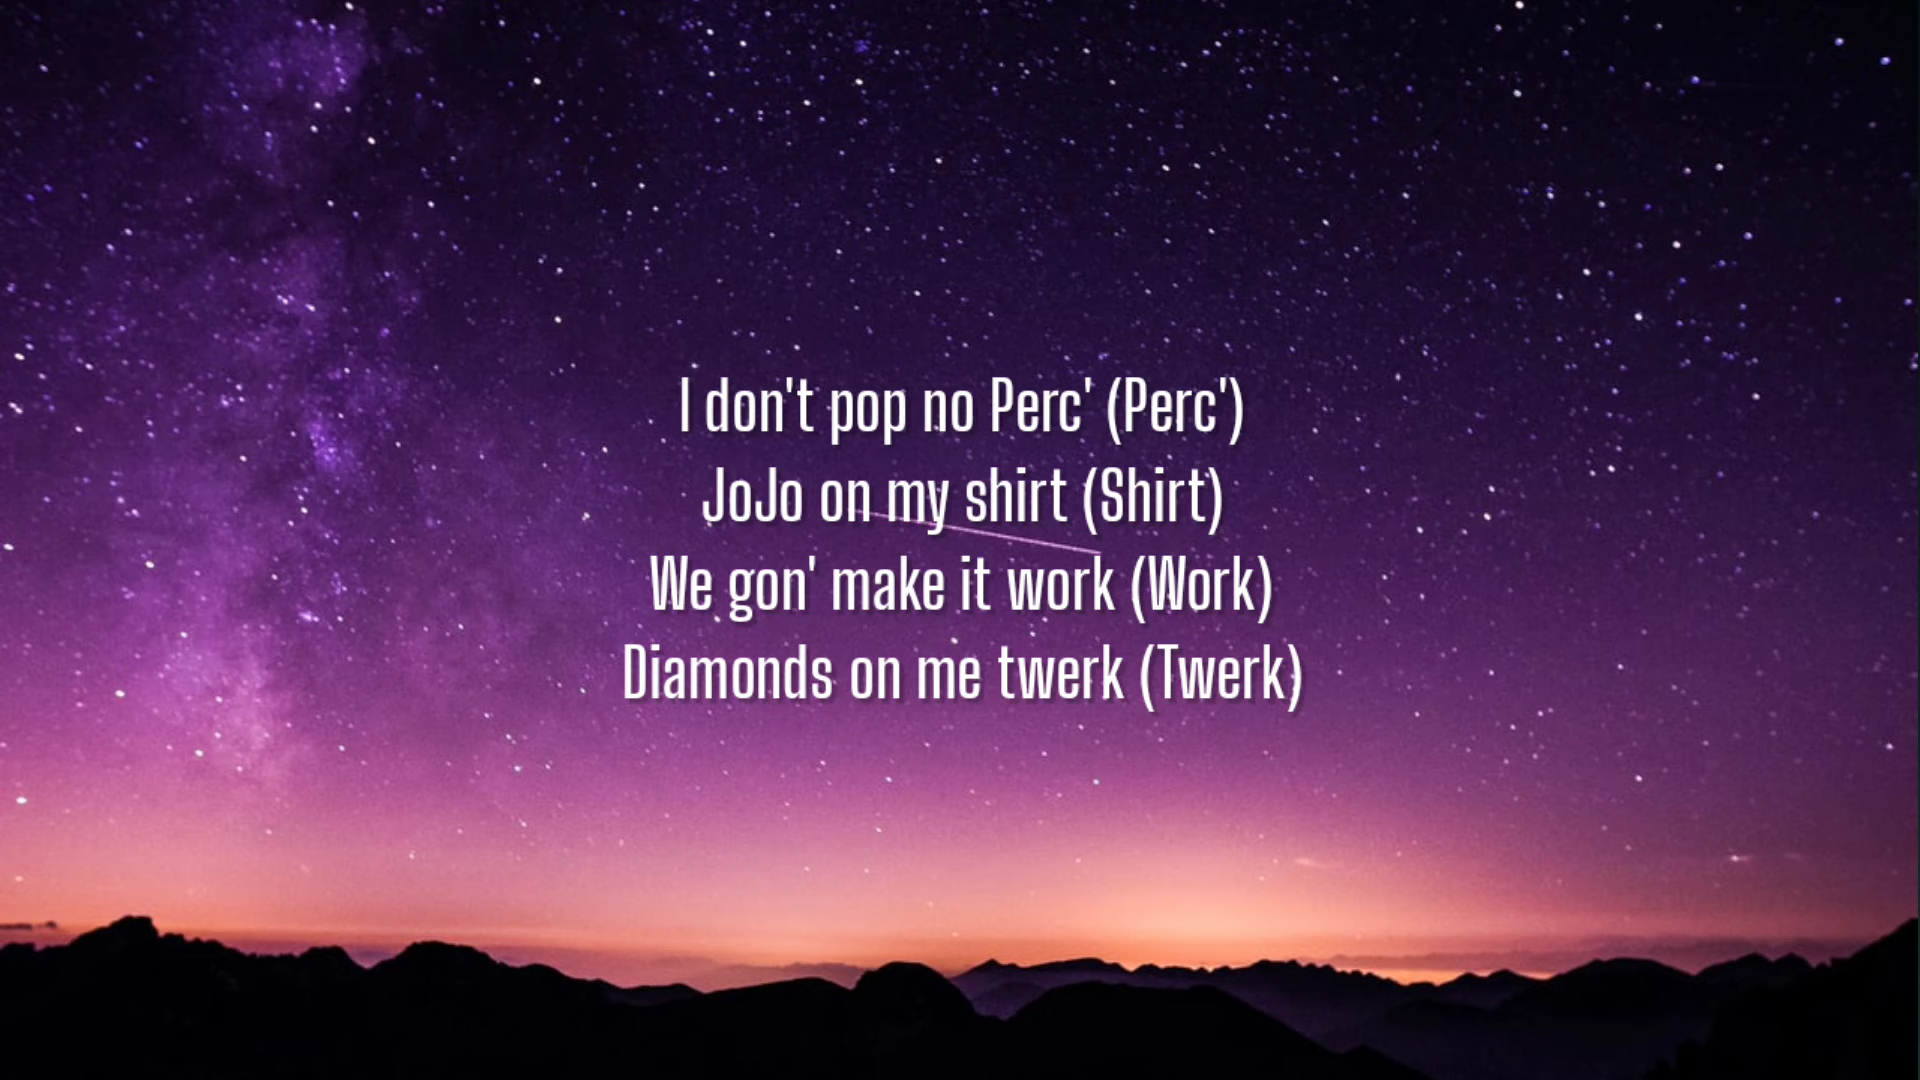 I don't pop no Perc' (Perc')
JoJo on my shirt (Shirt)
We gon' make it work (Work)
Diamonds on me twerk (Twerk)